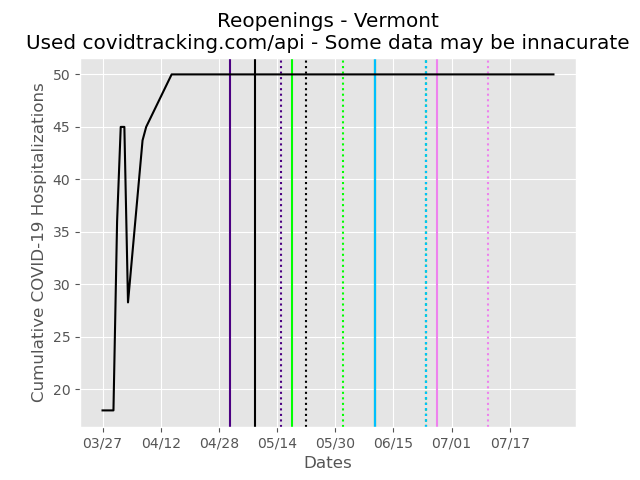 Reopenings - Vermont
Used covidtracking.com/api - Some data may be innacurate
50
45
40
35
30
25
20
Cumulative COVID-19 Hospitalizations
03/27 04/12 04/28 05/14 05/30 06/15 07/01 07/17
Dates